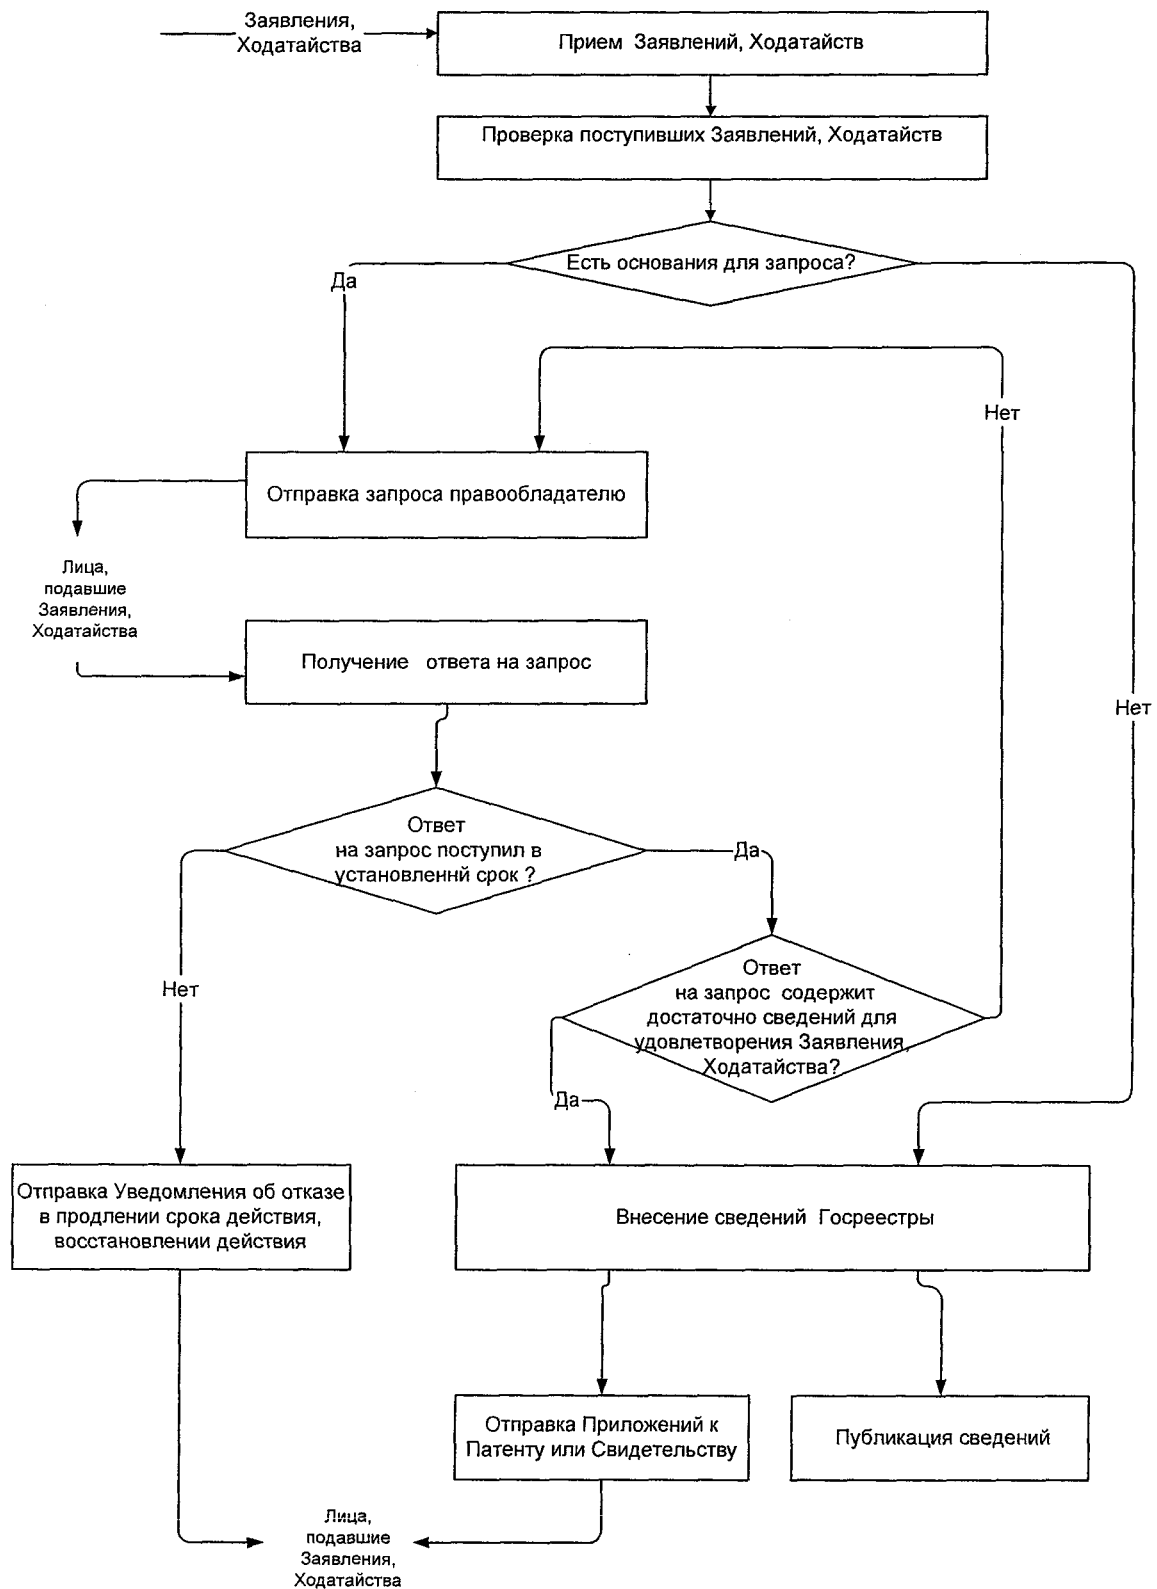 Заявления,
Ходатайства
Прием Заявлений, Ходатайств
Проверка поступивших Заявлений, Ходатайств
Есть основания для запроса?
Да
Нет
Отправка запроса правообладателю
Лица,
подавшие
Заявления,
Ходатайства
Получение ответа на запрос
Нет
Ответ
на запрос поступил в
установленнй срок ?
Да
Нет
Ответ
на запрос содержит
достаточно сведений для
удовлетворения Заявления,
Ходатайства?
Да
Отправка Уведомления об отказе
в продлении срока действия,
восстановлении действия
Внесение сведений Госреестры
Отправка Приложений к
Патенту или Свидетельству
Публикация сведений
Лица,
подавшие
Заявления,
Ходатайства